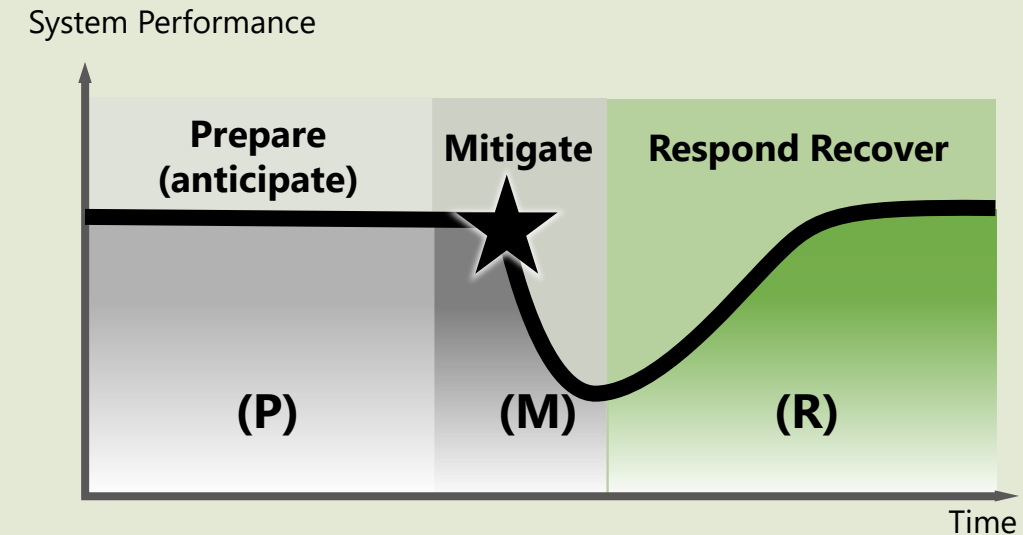 System Performance
Prepare
(anticipate)
Mitigate
Respond Recover
(P)
(M)
(R)
Time